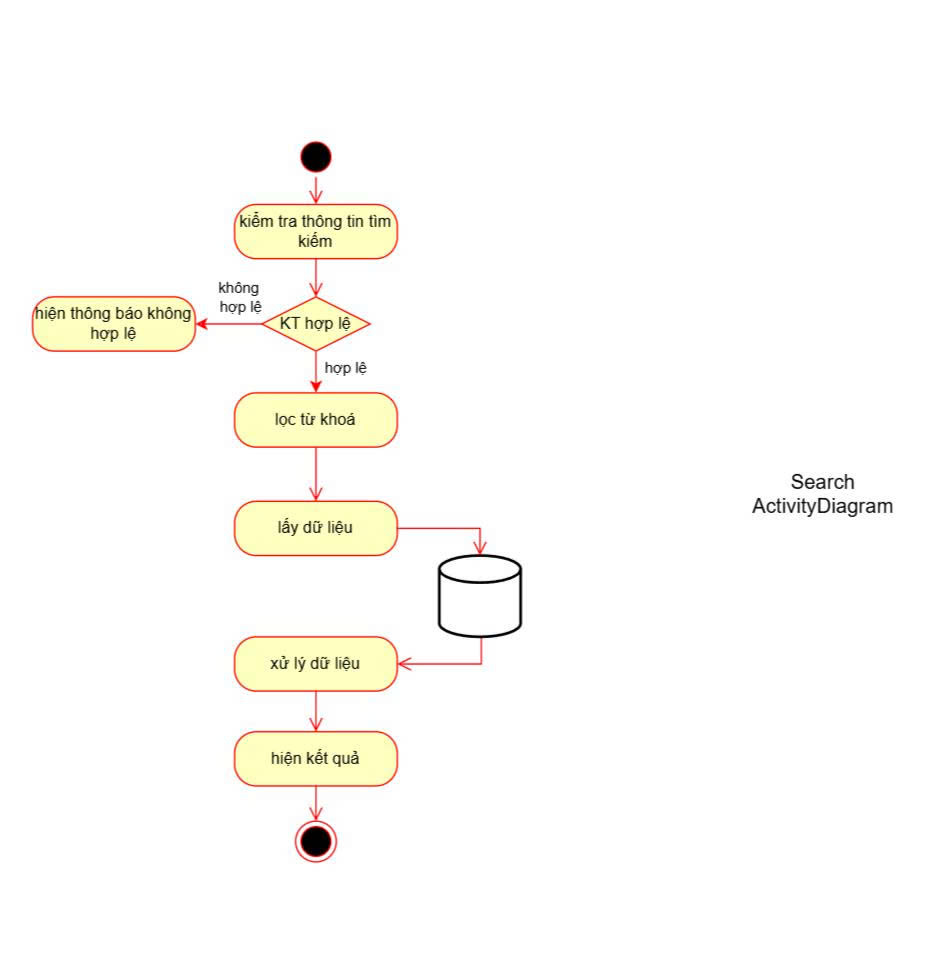 kiểm tra thông tin tìm
kiếm
không
hợp lệ
hiện thông báo không
hợp lệ
KT hợp lệ
hợp lệ
lọc từ khoá
lấy dữ liệu
xử lý dữ liệu
hiện kết quả
Search
ActivityDiagram